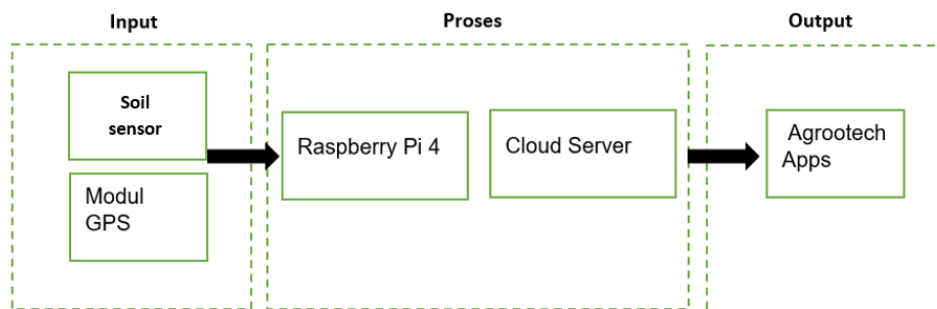 Input
Proses
Output
Soil
sensor
Modul
GPS
Raspberry Pi 4
Cloud Server
Agrootech
Apps